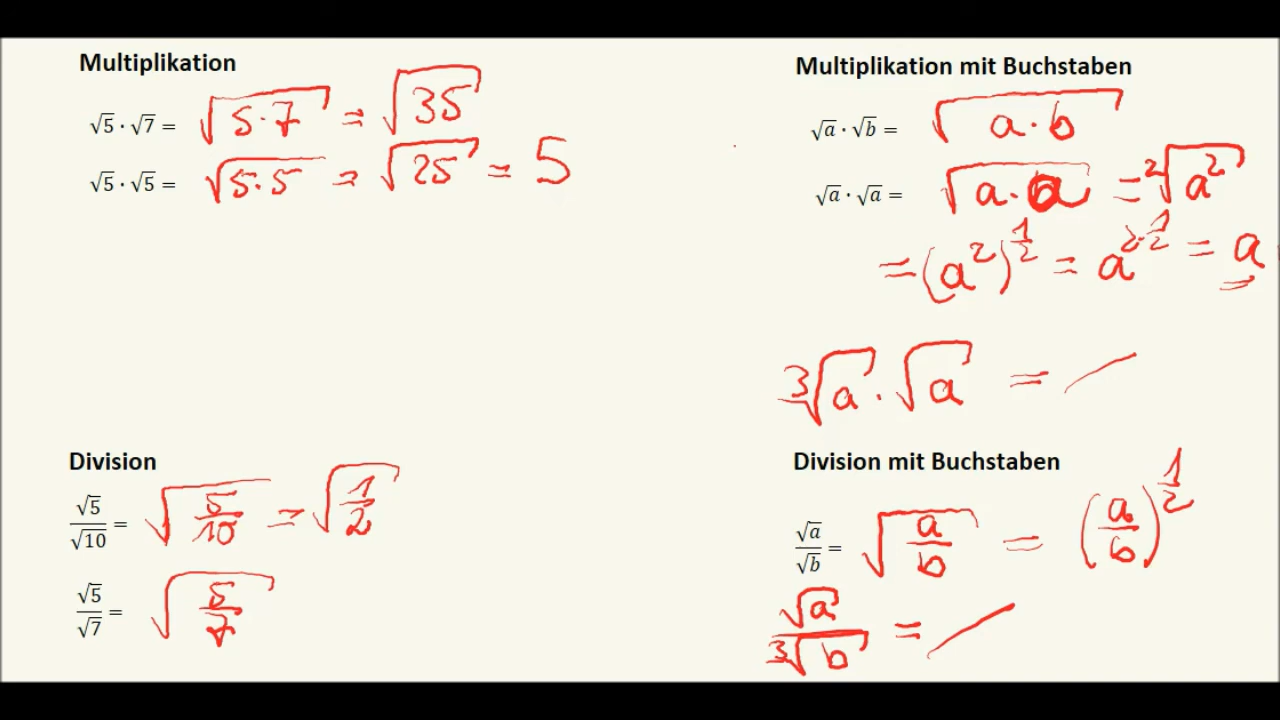 Multiplikation
√5 · √7 = √(5·7) = √35
√5 · √5 = √(5·5) = √25 = 5
Multiplikation mit Buchstaben
√a · √b = √(a·b)
√a · √a = √(a·a) = ²√(a²)
= (a²)^(1/2) = a^(2·1/2) = a
³√a · √a =
Division
√5/√10 = √(5/10) = √(1/2)
√5/√7 = √(5/7)
Division mit Buchstaben
√a/√b = √(a/b) = (a/b)^(1/2)
√a/³√b =